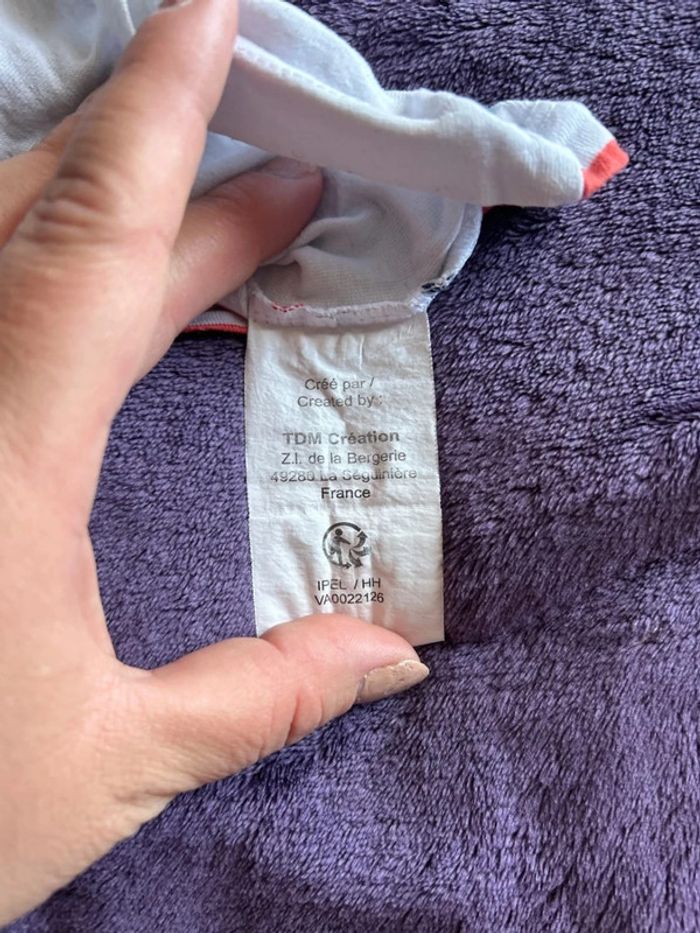 Créé par /
Created by :
TDM Création
Z.I. de la Bergerie
49280 La Séguinière
France
IPEL / HH
VA0022126